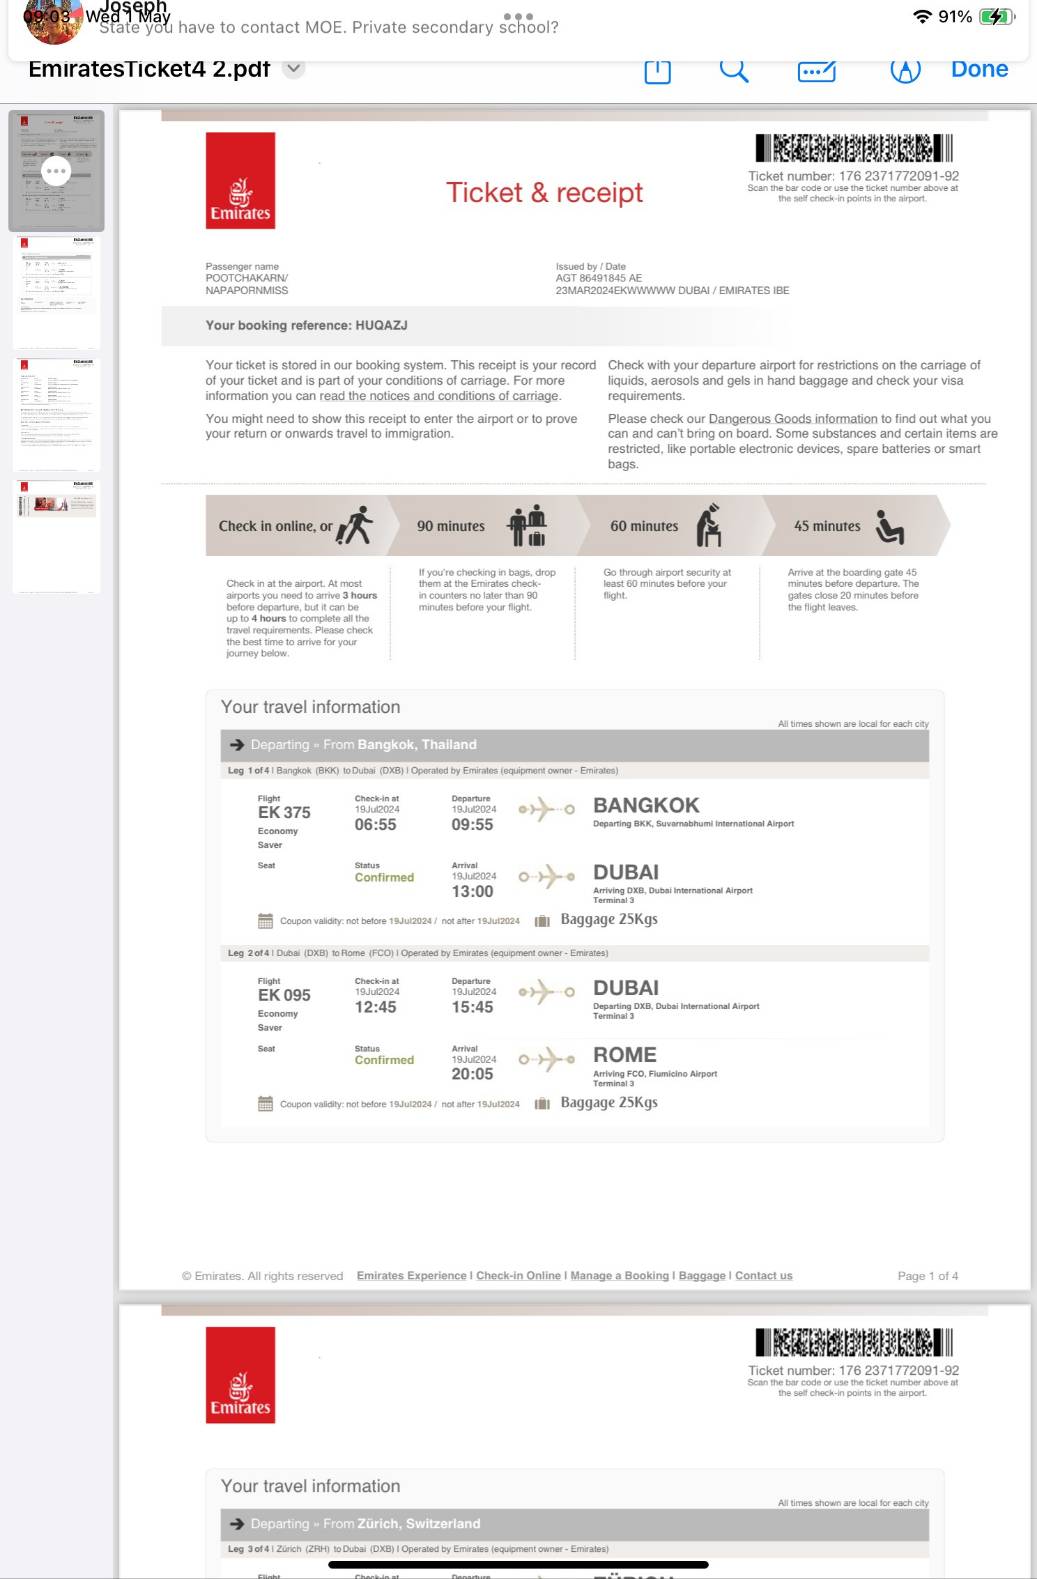 Joseph
09:03 Wed 1 May
State you have to contact MOE. Private secondary school?
91%
EmiratesTicket4 2.pdf
Done
Emirates
Ticket & receipt
Ticket number: 176 2371772091-92
Scan the bar code or use the ticket number above at
the self check-in points in the airport.
Passenger name
POOTCHAKARN/
NAPAPORNMISS
Issued by / Date
AGT 86491845 AE
23MAR2024EKWWWWW DUBAI / EMIRATES IBE
Your booking reference: HUQAZJ
Your ticket is stored in our booking system. This receipt is your record
of your ticket and is part of your conditions of carriage. For more
information you can read the notices and conditions of carriage.
You might need to show this receipt to enter the airport or to prove
your return or onwards travel to immigration.
Check with your departure airport for restrictions on the carriage of
liquids, aerosols and gels in hand baggage and check your visa
requirements.
Please check our Dangerous Goods information to find out what you
can and can't bring on board. Some substances and certain items are
restricted, like portable electronic devices, spare batteries or smart
bags.
Check in online, or
90 minutes
60 minutes
45 minutes
Check in at the airport. At most
airports you need to arrive 3 hours
before departure, but it can be
up to 4 hours to complete all the
travel requirements. Please check
the best time to arrive for your
journey below.
If you're checking in bags, drop
them at the Emirates check-
in counters no later than 90
minutes before your flight.
Go through airport security at
least 60 minutes before your
flight.
Arrive at the boarding gate 45
minutes before departure. The
gates close 20 minutes before
the flight leaves.
Your travel information
All times shown are local for each city
Departing » From Bangkok, Thailand
Leg 1 of 4 | Bangkok (BKK) to Dubai (DXB) | Operated by Emirates (equipment owner - Emirates)
Flight
EK 375
Economy
Saver
Check-in at
19Jul2024
06:55
Departure
19Jul2024
09:55
BANGKOK
Departing BKK, Suvarnabhumi International Airport
Seat
Status
Confirmed
Arrival
19Jul2024
13:00
DUBAI
Arriving DXB, Dubai International Airport
Terminal 3
Coupon validity: not before 19Jul2024 / not after 19Jul2024
Baggage 25Kgs
Leg 2 of 4 | Dubai (DXB) to Rome (FCO) | Operated by Emirates (equipment owner - Emirates)
Flight
EK 095
Economy
Saver
Check-in at
19Jul2024
12:45
Departure
19Jul2024
15:45
DUBAI
Departing DXB, Dubai International Airport
Terminal 3
Seat
Status
Confirmed
Arrival
19Jul2024
20:05
ROME
Arriving FCO, Fiumicino Airport
Terminal 3
Coupon validity: not before 19Jul2024 / not after 19Jul2024
Baggage 25Kgs
© Emirates. All rights reserved Emirates Experience | Check-in Online | Manage a Booking | Baggage | Contact us
Page 1 of 4
Emirates
Ticket number: 176 2371772091-92
Scan the bar code or use the ticket number above at
the self check-in points in the airport.
Your travel information
All times shown are local for each city
Departing » From Zürich, Switzerland
Leg 3 of 4 | Zürich (ZRH) to Dubai (DXB) | Operated by Emirates (equipment owner - Emirates)
Flight
Check-in at
Departure
ZÜRICH